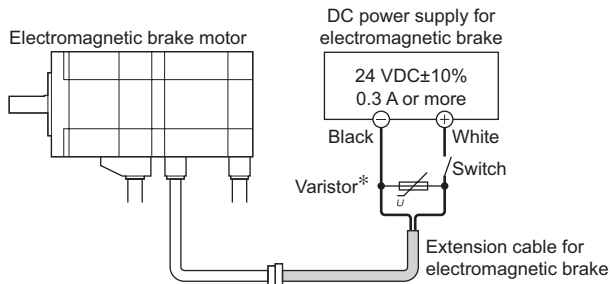 DC power supply for
electromagnetic brake
Electromagnetic brake motor
24 VDC±10%
0.3 A or more
− +
Black White
Switch
Varistor*
U
Extension cable for
electromagnetic brake